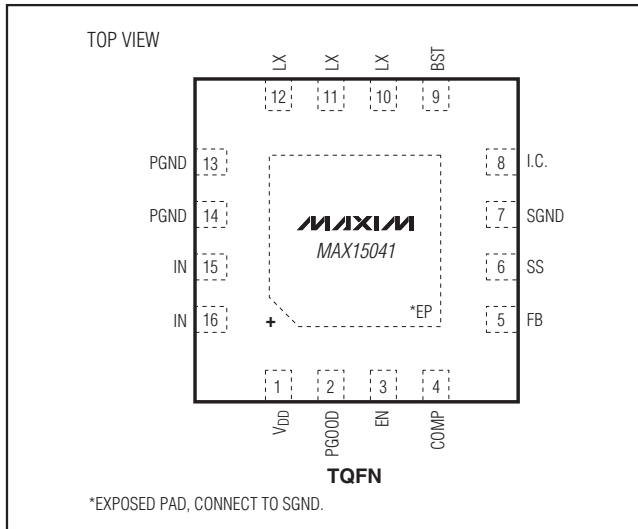 TOP VIEW
LX LX LX BST
12 11 10 9
PGND 13 8 I.C.
PGND 14 7 SGND
IN 15 6 SS
IN 16 5 FB
MAXIM
MAX15041
+
*EP
1 2 3 4
VDD PGOOD EN COMP
TQFN
*EXPOSED PAD, CONNECT TO SGND.